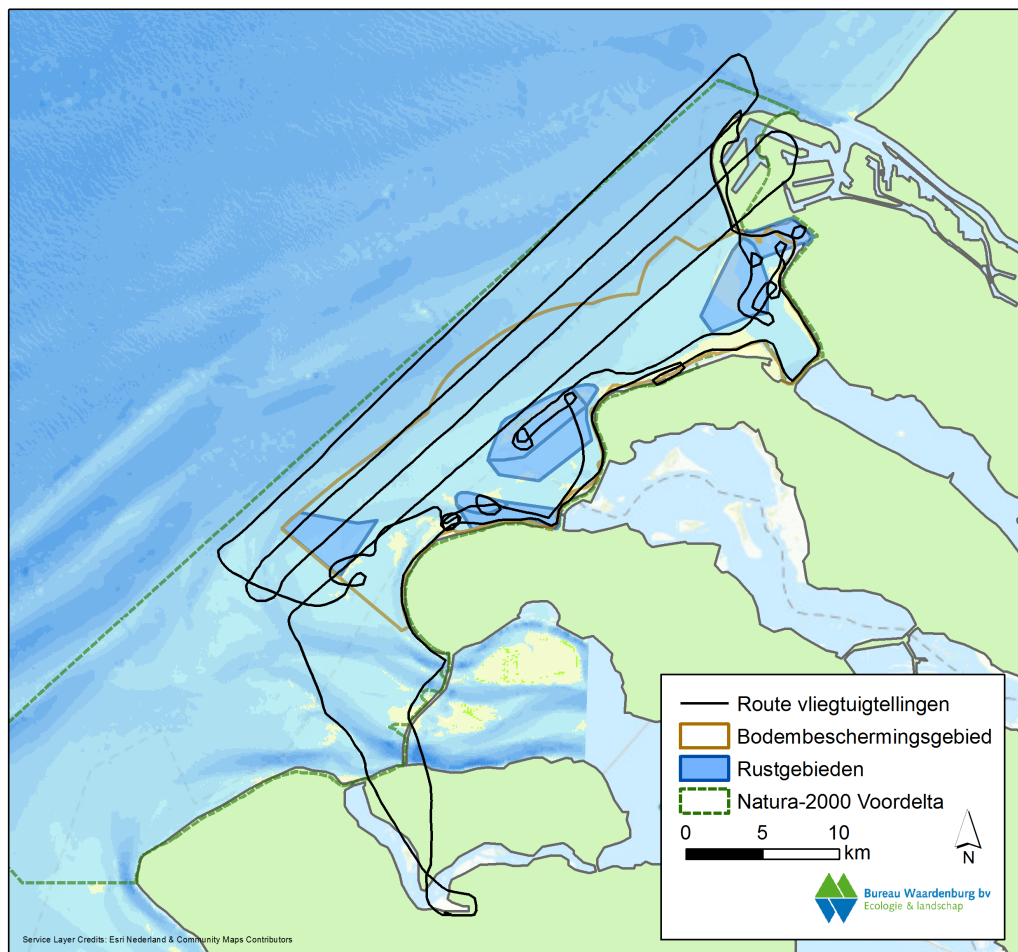 Route vliegtuigtellingen
Bodembeschermingsgebied
Rustgebieden
Natura-2000 Voordelta
0 5 10
km
N
Bureau Waardenburg bv
Ecologie & landschap
Service Layer Credits: Esri Nederland & Community Maps Contributors